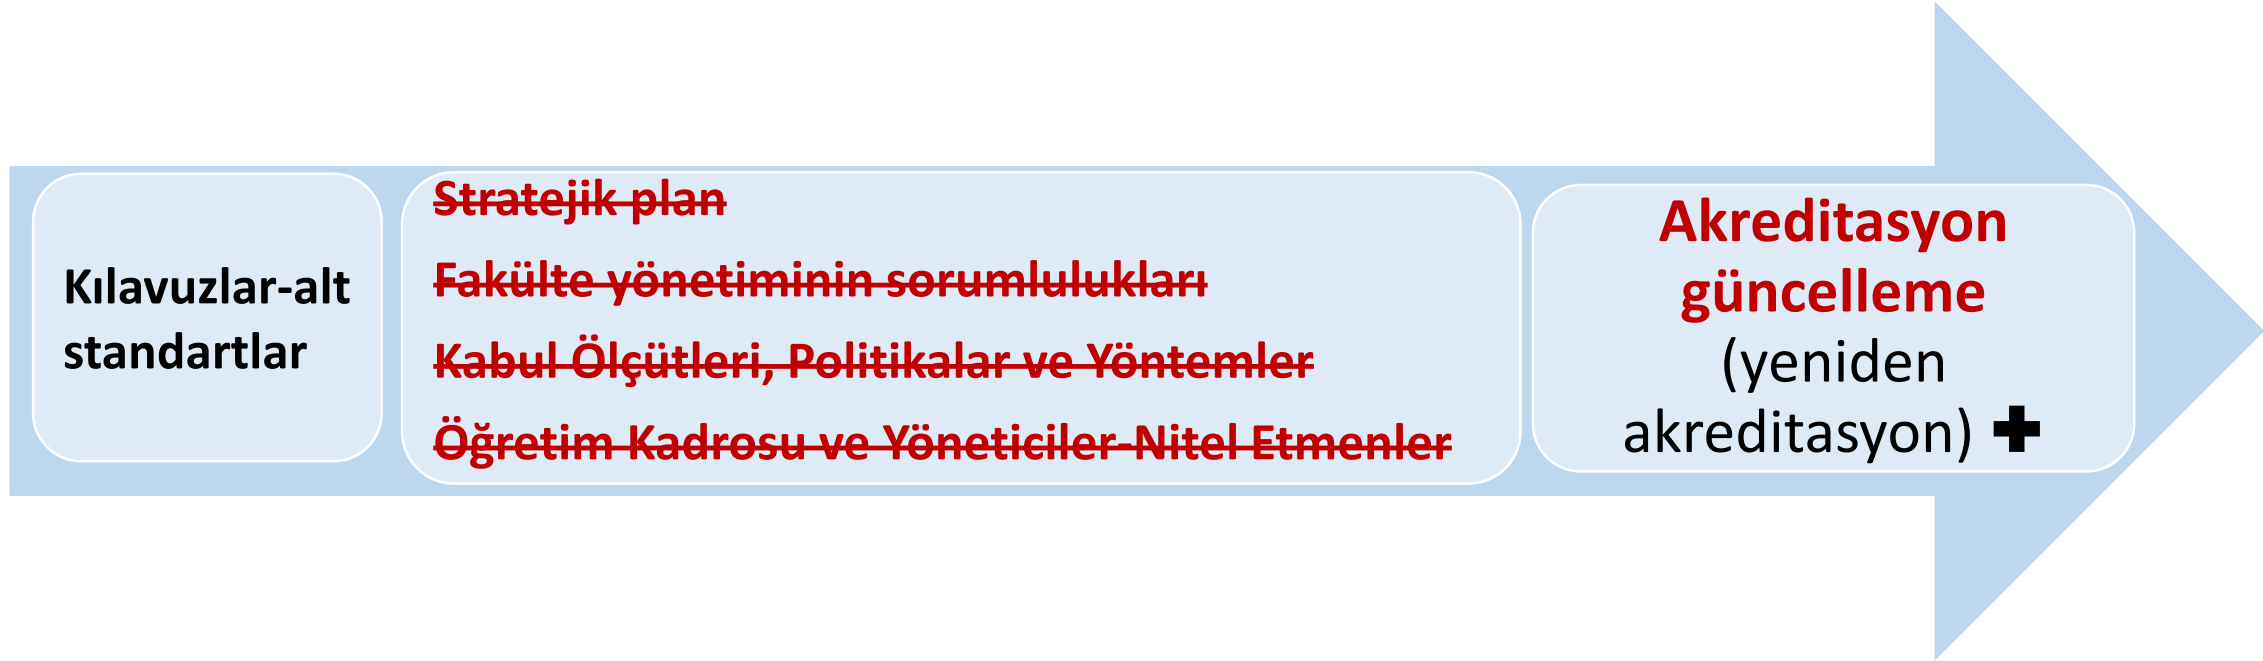 Kılavuzlar-alt
standartlar
Stratejik plan
Fakülte yönetiminin sorumlulukları
Kabul Ölçütleri, Politikalar ve Yöntemler
Öğretim Kadrosu ve Yöneticiler-Nitel Etmenler
Akreditasyon
güncelleme
(yeniden
akreditasyon) ✚